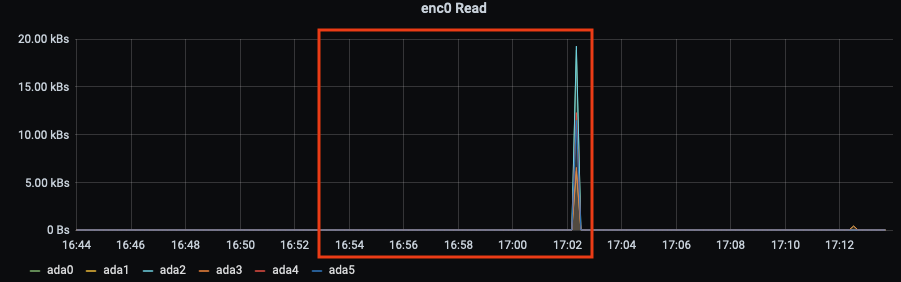 enc0 Read
20.00 kBs
15.00 kBs
10.00 kBs
5.00 kBs
0 Bs
16:44 16:46 16:48 16:50 16:52 16:54 16:56 16:58 17:00 17:02 17:04 17:06 17:08 17:10 17:12
ada0 ada1 ada2 ada3 ada4 ada5